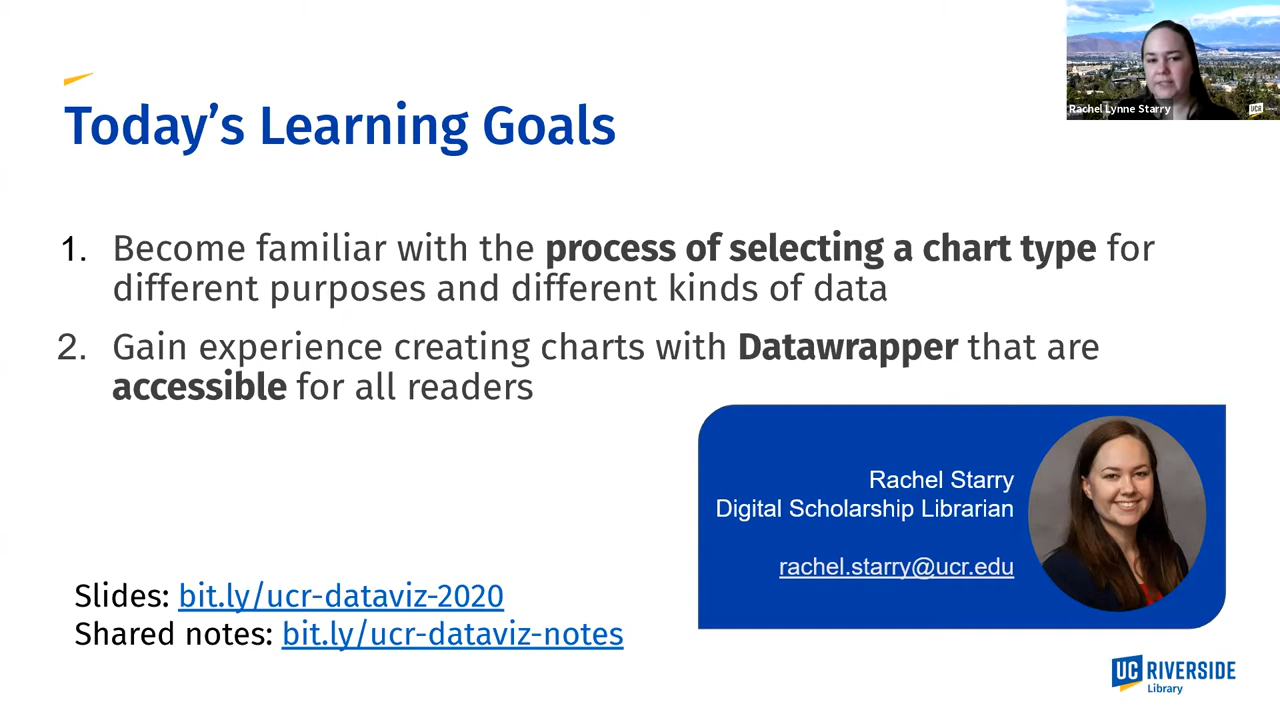 Today's Learning Goals
Rachel Lynne Starry
UCR
1. Become familiar with the process of selecting a chart type for
different purposes and different kinds of data
2. Gain experience creating charts with Datawrapper that are
accessible for all readers
Rachel Starry
Digital Scholarship Librarian
rachel.starry@ucr.edu
Slides: bit.ly/ucr-dataviz-2020
Shared notes: bit.ly/ucr-dataviz-notes
UC RIVERSIDE
Library